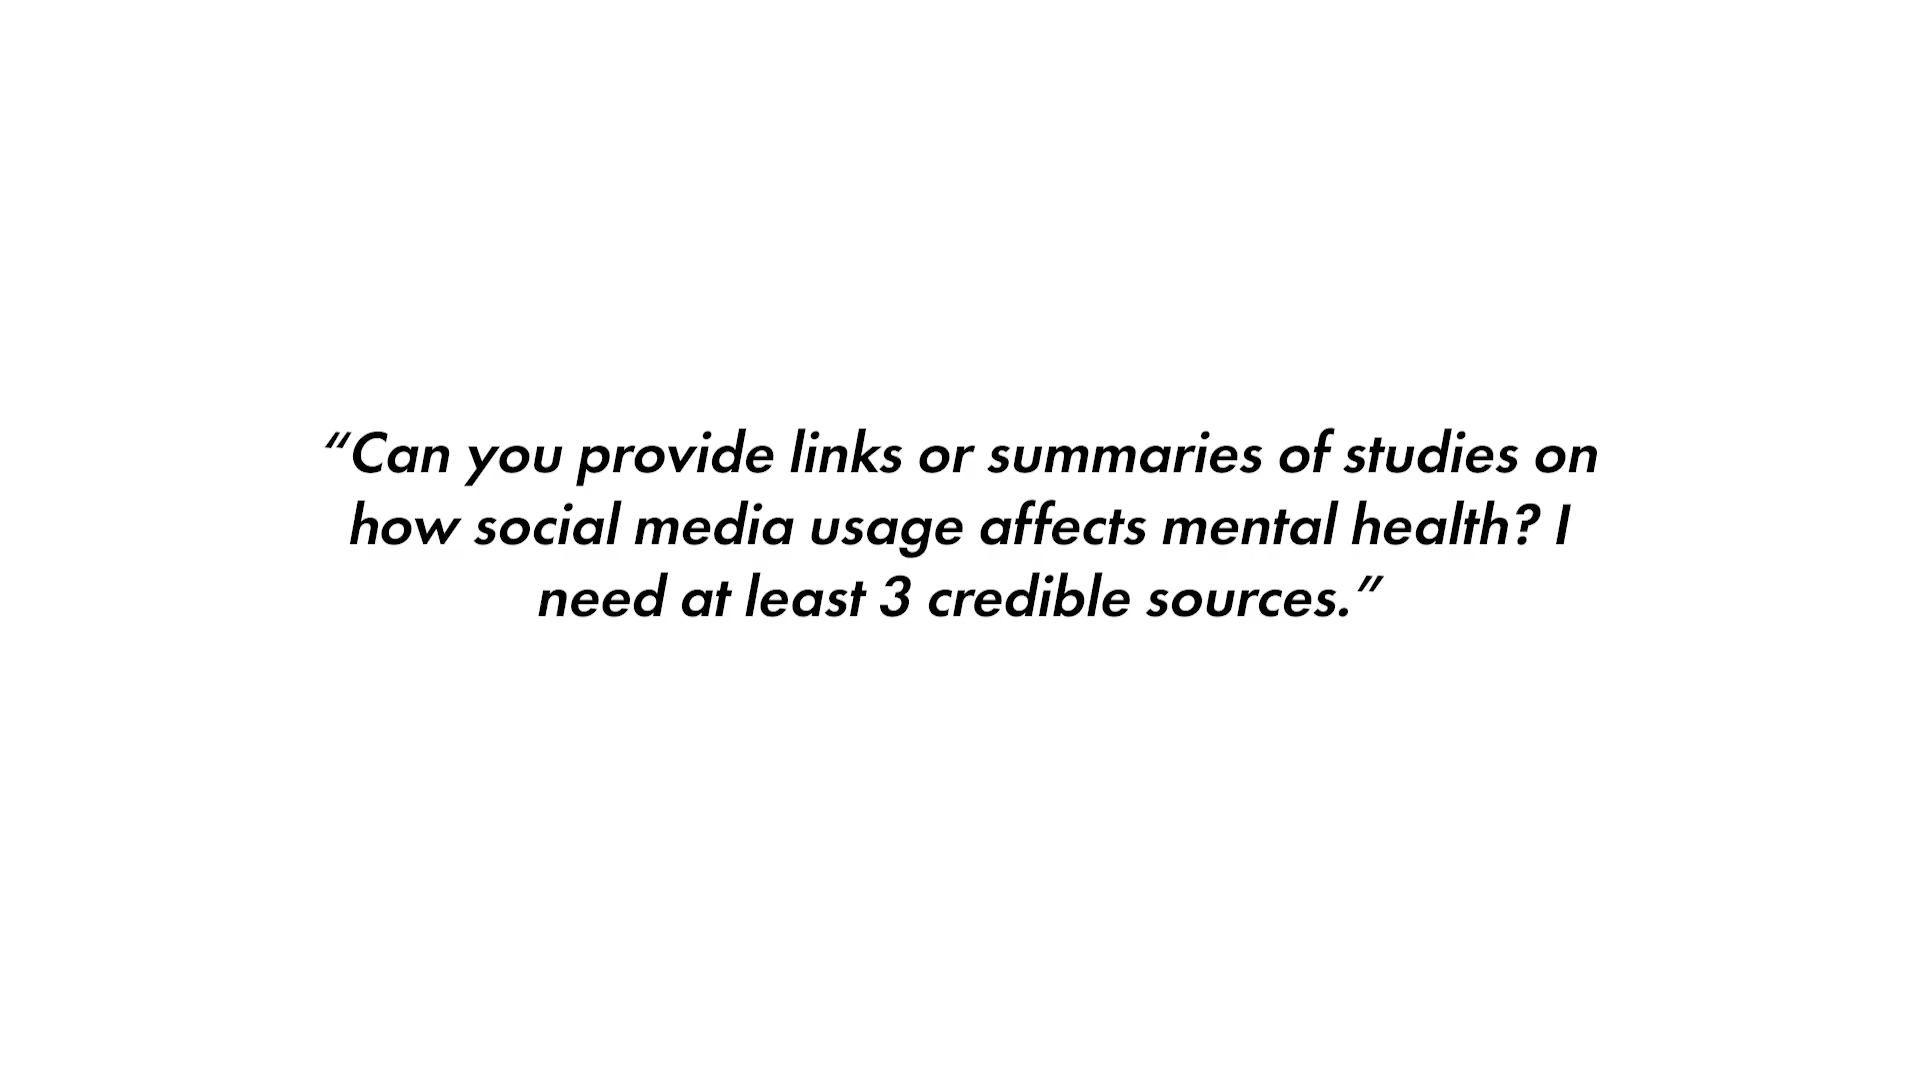 “Can you provide links or summaries of studies on
how social media usage affects mental health? I
need at least 3 credible sources.”